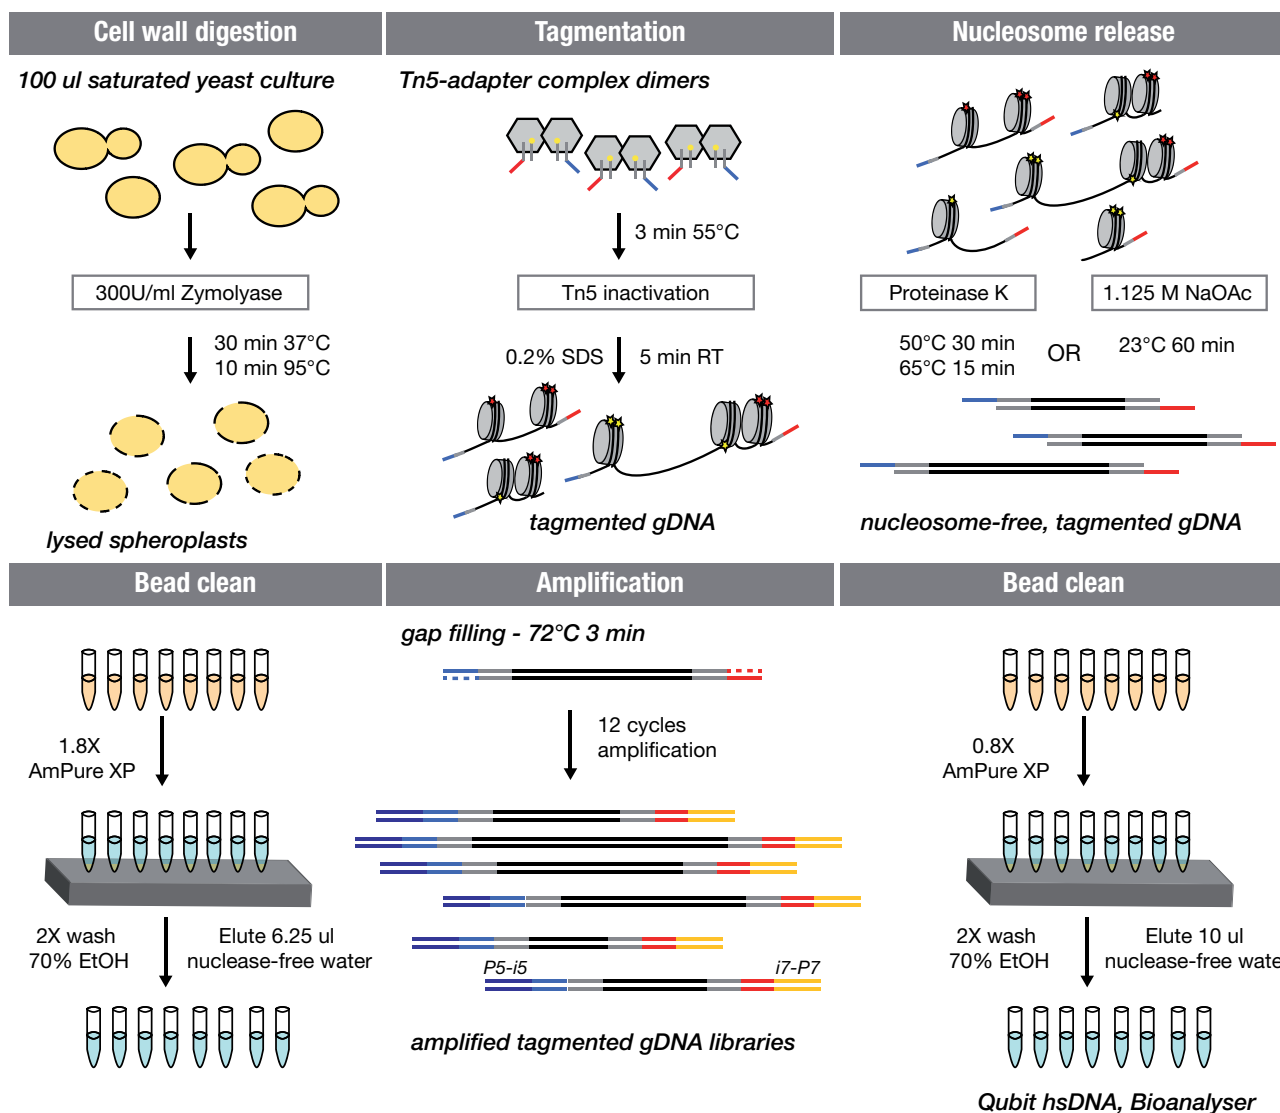 Cell wall digestion
100 ul saturated yeast culture
300U/ml Zymolyase
30 min 37°C
10 min 95°C
lysed spheroplasts
Tagmentation
Tn5-adapter complex dimers
3 min 55°C
Tn5 inactivation
0.2% SDS
5 min RT
tagmented gDNA
Nucleosome release
Proteinase K
1.125 M NaOAc
50°C 30 min
65°C 15 min
OR
23°C 60 min
nucleosome-free, tagmented gDNA
Bead clean
1.8X
AmPure XP
2X wash
70% EtOH
Elute 6.25 ul
nuclease-free water
Amplification
gap filling - 72°C 3 min
12 cycles
amplification
P5-i5
i7-P7
amplified tagmented gDNA libraries
Bead clean
0.8X
AmPure XP
2X wash
70% EtOH
Elute 10 ul
nuclease-free wate
Qubit hsDNA, Bioanalyser